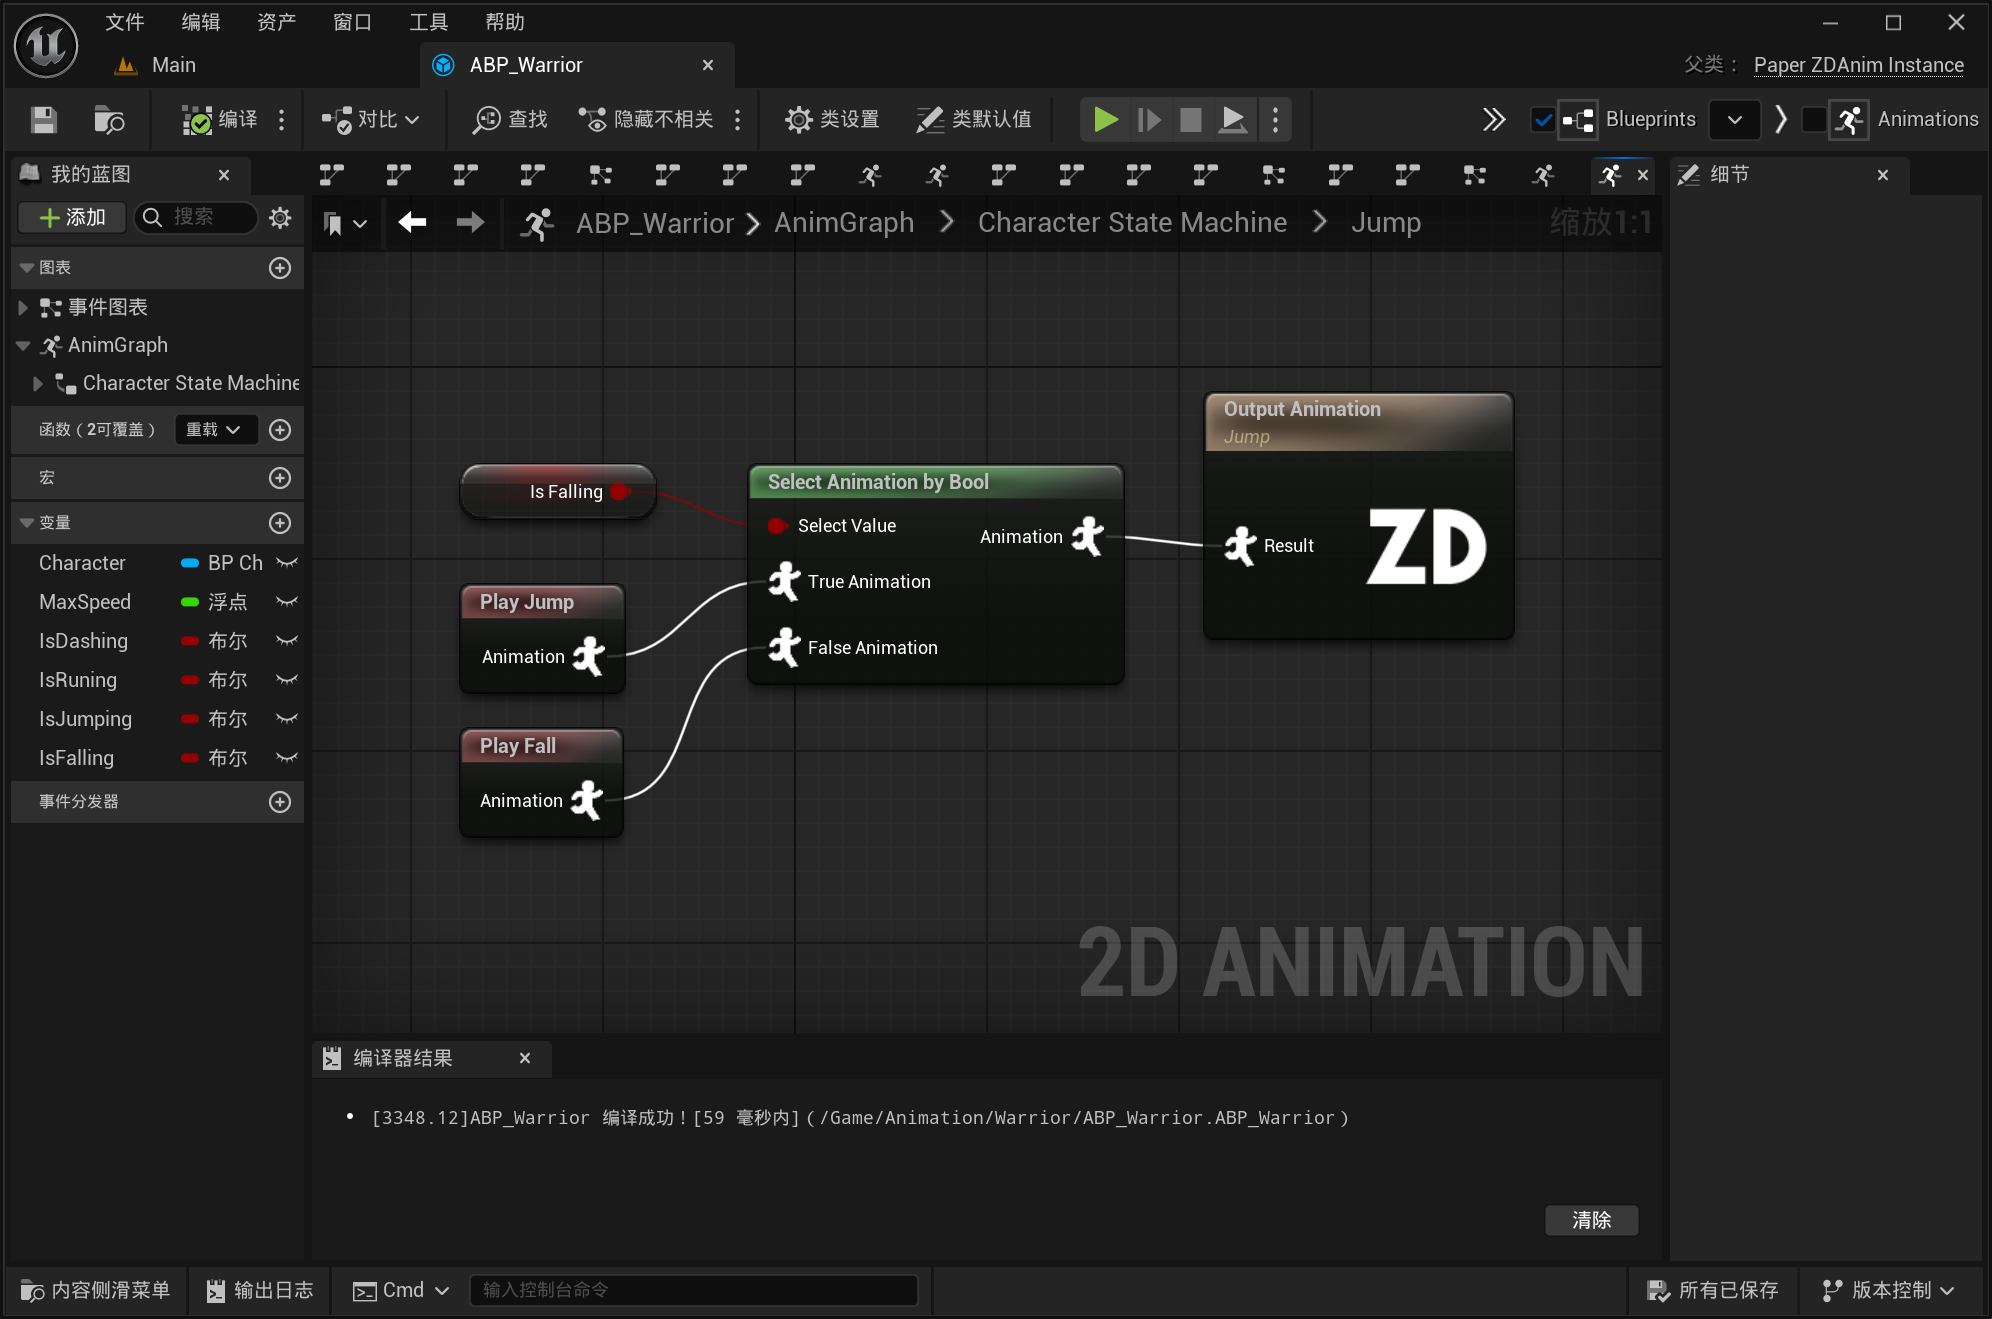 文件 编辑 资产 窗口 工具 帮助
Main
ABP_Warrior
父类： Paper ZDAnim Instance
编译 对比 查找 隐藏不相关 类设置 类默认值 Blueprints Animations
我的蓝图
添加 搜索
图表
事件图表
AnimGraph
Character State Machine
函数（2可覆盖） 重载
宏
变量
Character BP Ch
MaxSpeed 浮点
IsDashing 布尔
IsRuning 布尔
IsJumping 布尔
IsFalling 布尔
事件分发器
ABP_Warrior AnimGraph Character State Machine Jump
缩放1:1
Is Falling
Play Jump
Animation
Play Fall
Animation
Select Animation by Bool
Select Value
Animation
True Animation
False Animation
Output Animation
Jump
Result
ZD
2D ANIMATION
细节
编译器结果
• [3348.12]ABP_Warrior 编译成功！[59 毫秒内]（/Game/Animation/Warrior/ABP_Warrior.ABP_Warrior）
清除
内容侧滑菜单 输出日志 Cmd 输入控制台命令 所有已保存 版本控制